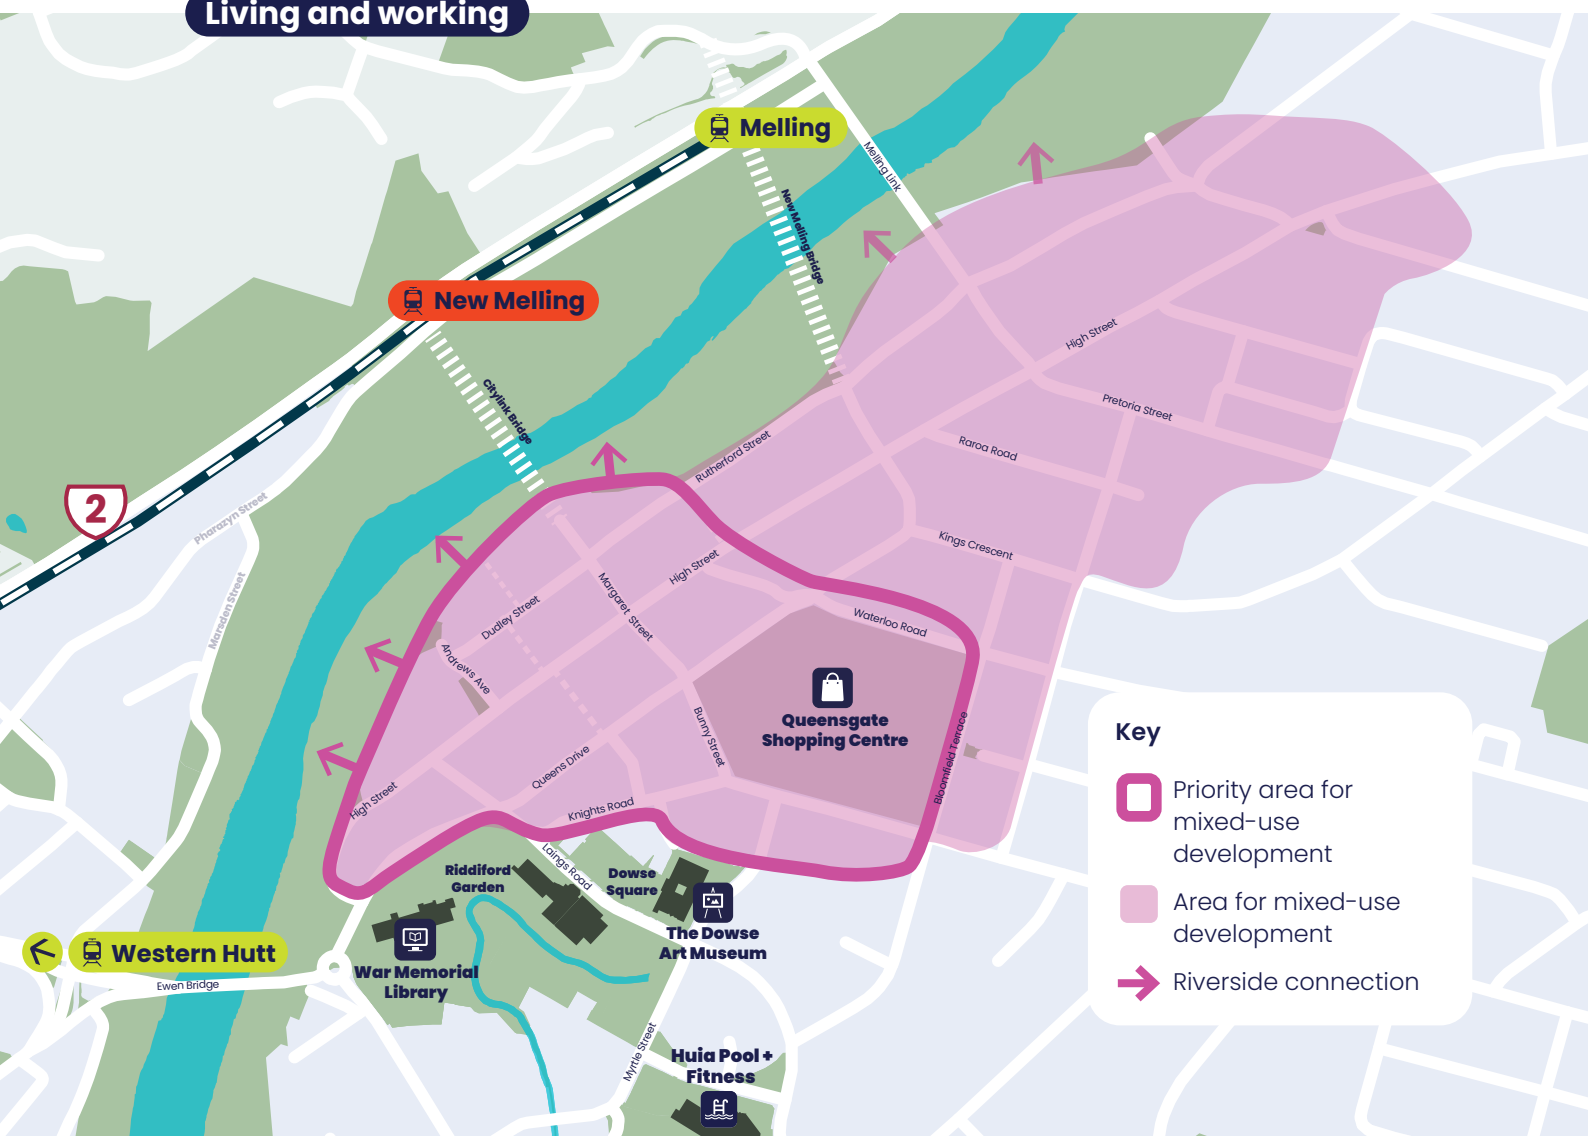 Living and working
Melling
Melling Link
New Melling Bridge
New Melling
Citylink Bridge
High Street
Pretoria Street
Raroa Road
Rutherford Street
2
Pharazyn Street
Marsden Street
Kings Crescent
High Street
Margaret Street
Dudley Street
Andrews Ave
Waterloo Road
Queensgate
Shopping Centre
Bunny Street
Bloomfield Terrace
Queens Drive
High Street
Knights Road
Laings Road
Riddiford
Garden
Dowse
Square
The Dowse
Art Museum
War Memorial
Library
Western Hutt
Ewen Bridge
Myrtle Street
Huia Pool +
Fitness
Key
Priority area for
mixed-use
development
Area for mixed-use
development
Riverside connection